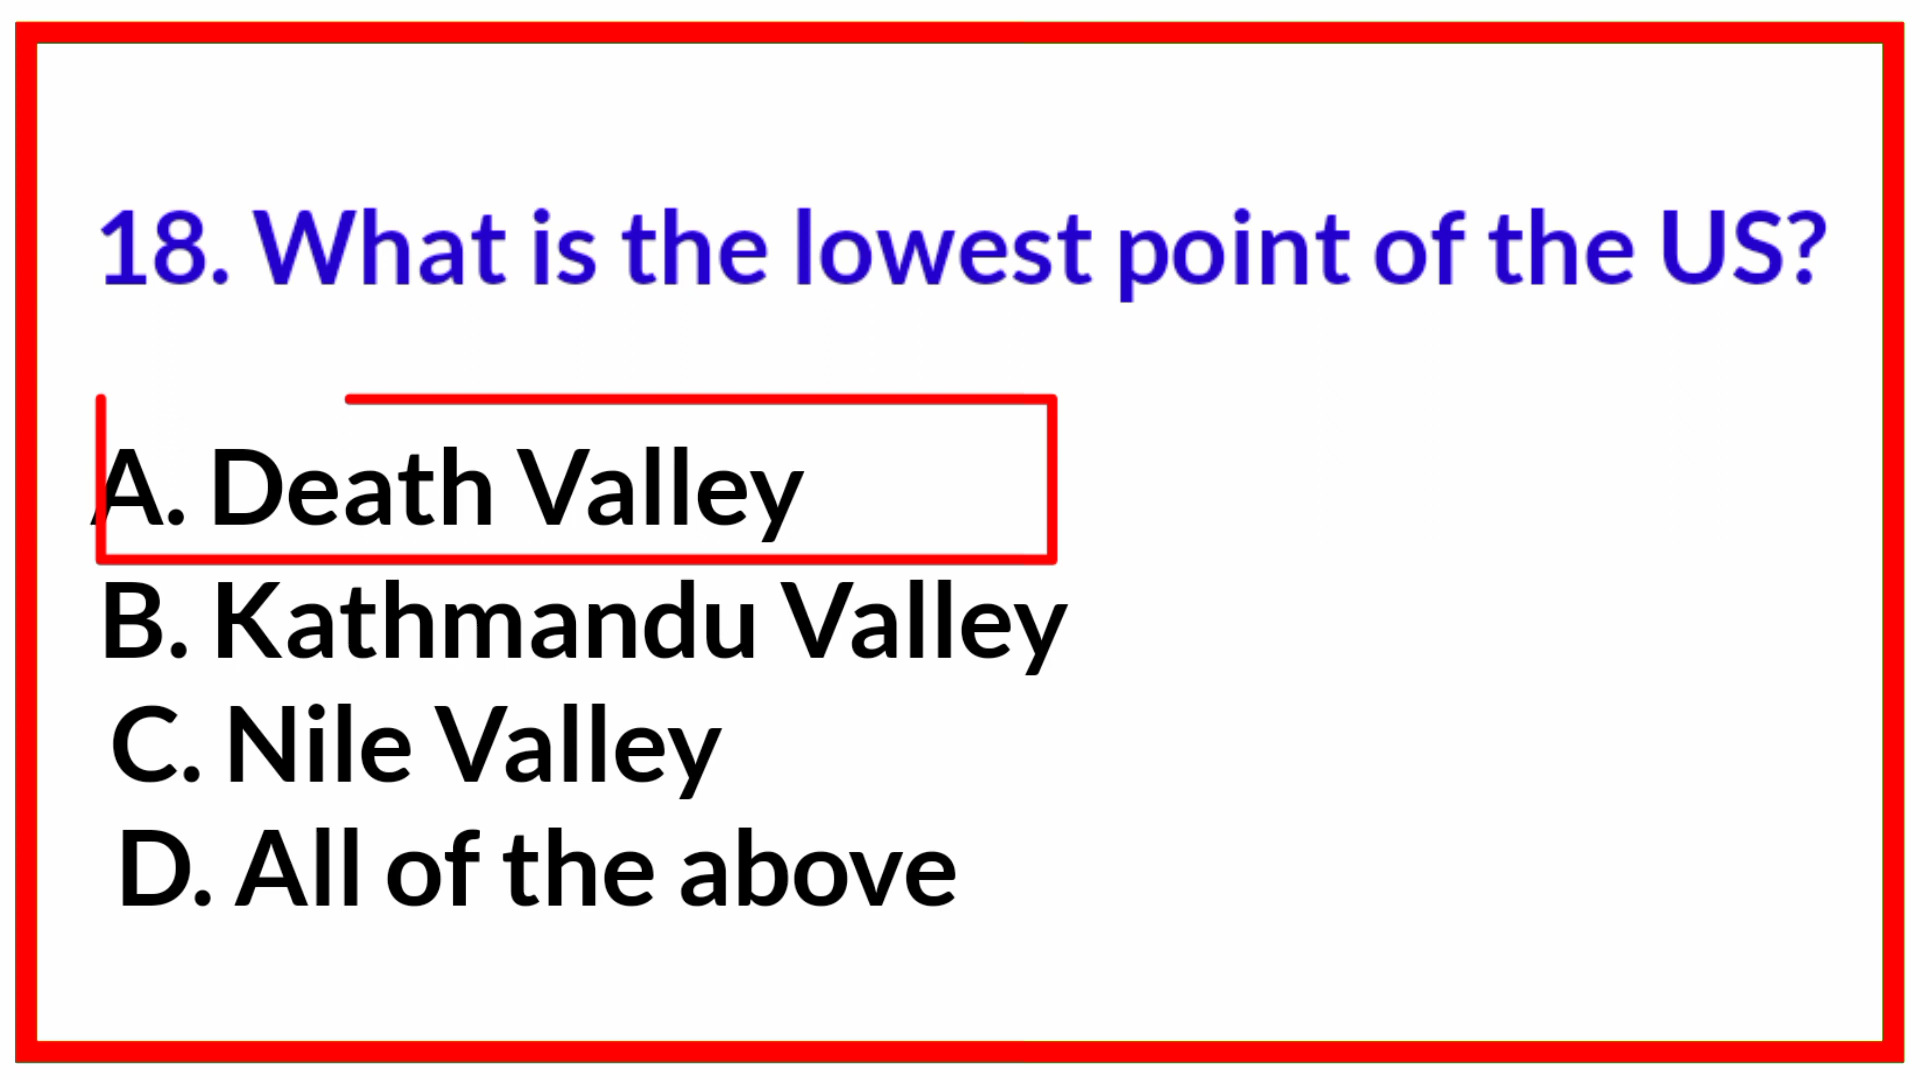 18. What is the lowest point of the US?
A. Death Valley
B. Kathmandu Valley
C. Nile Valley
D. All of the above